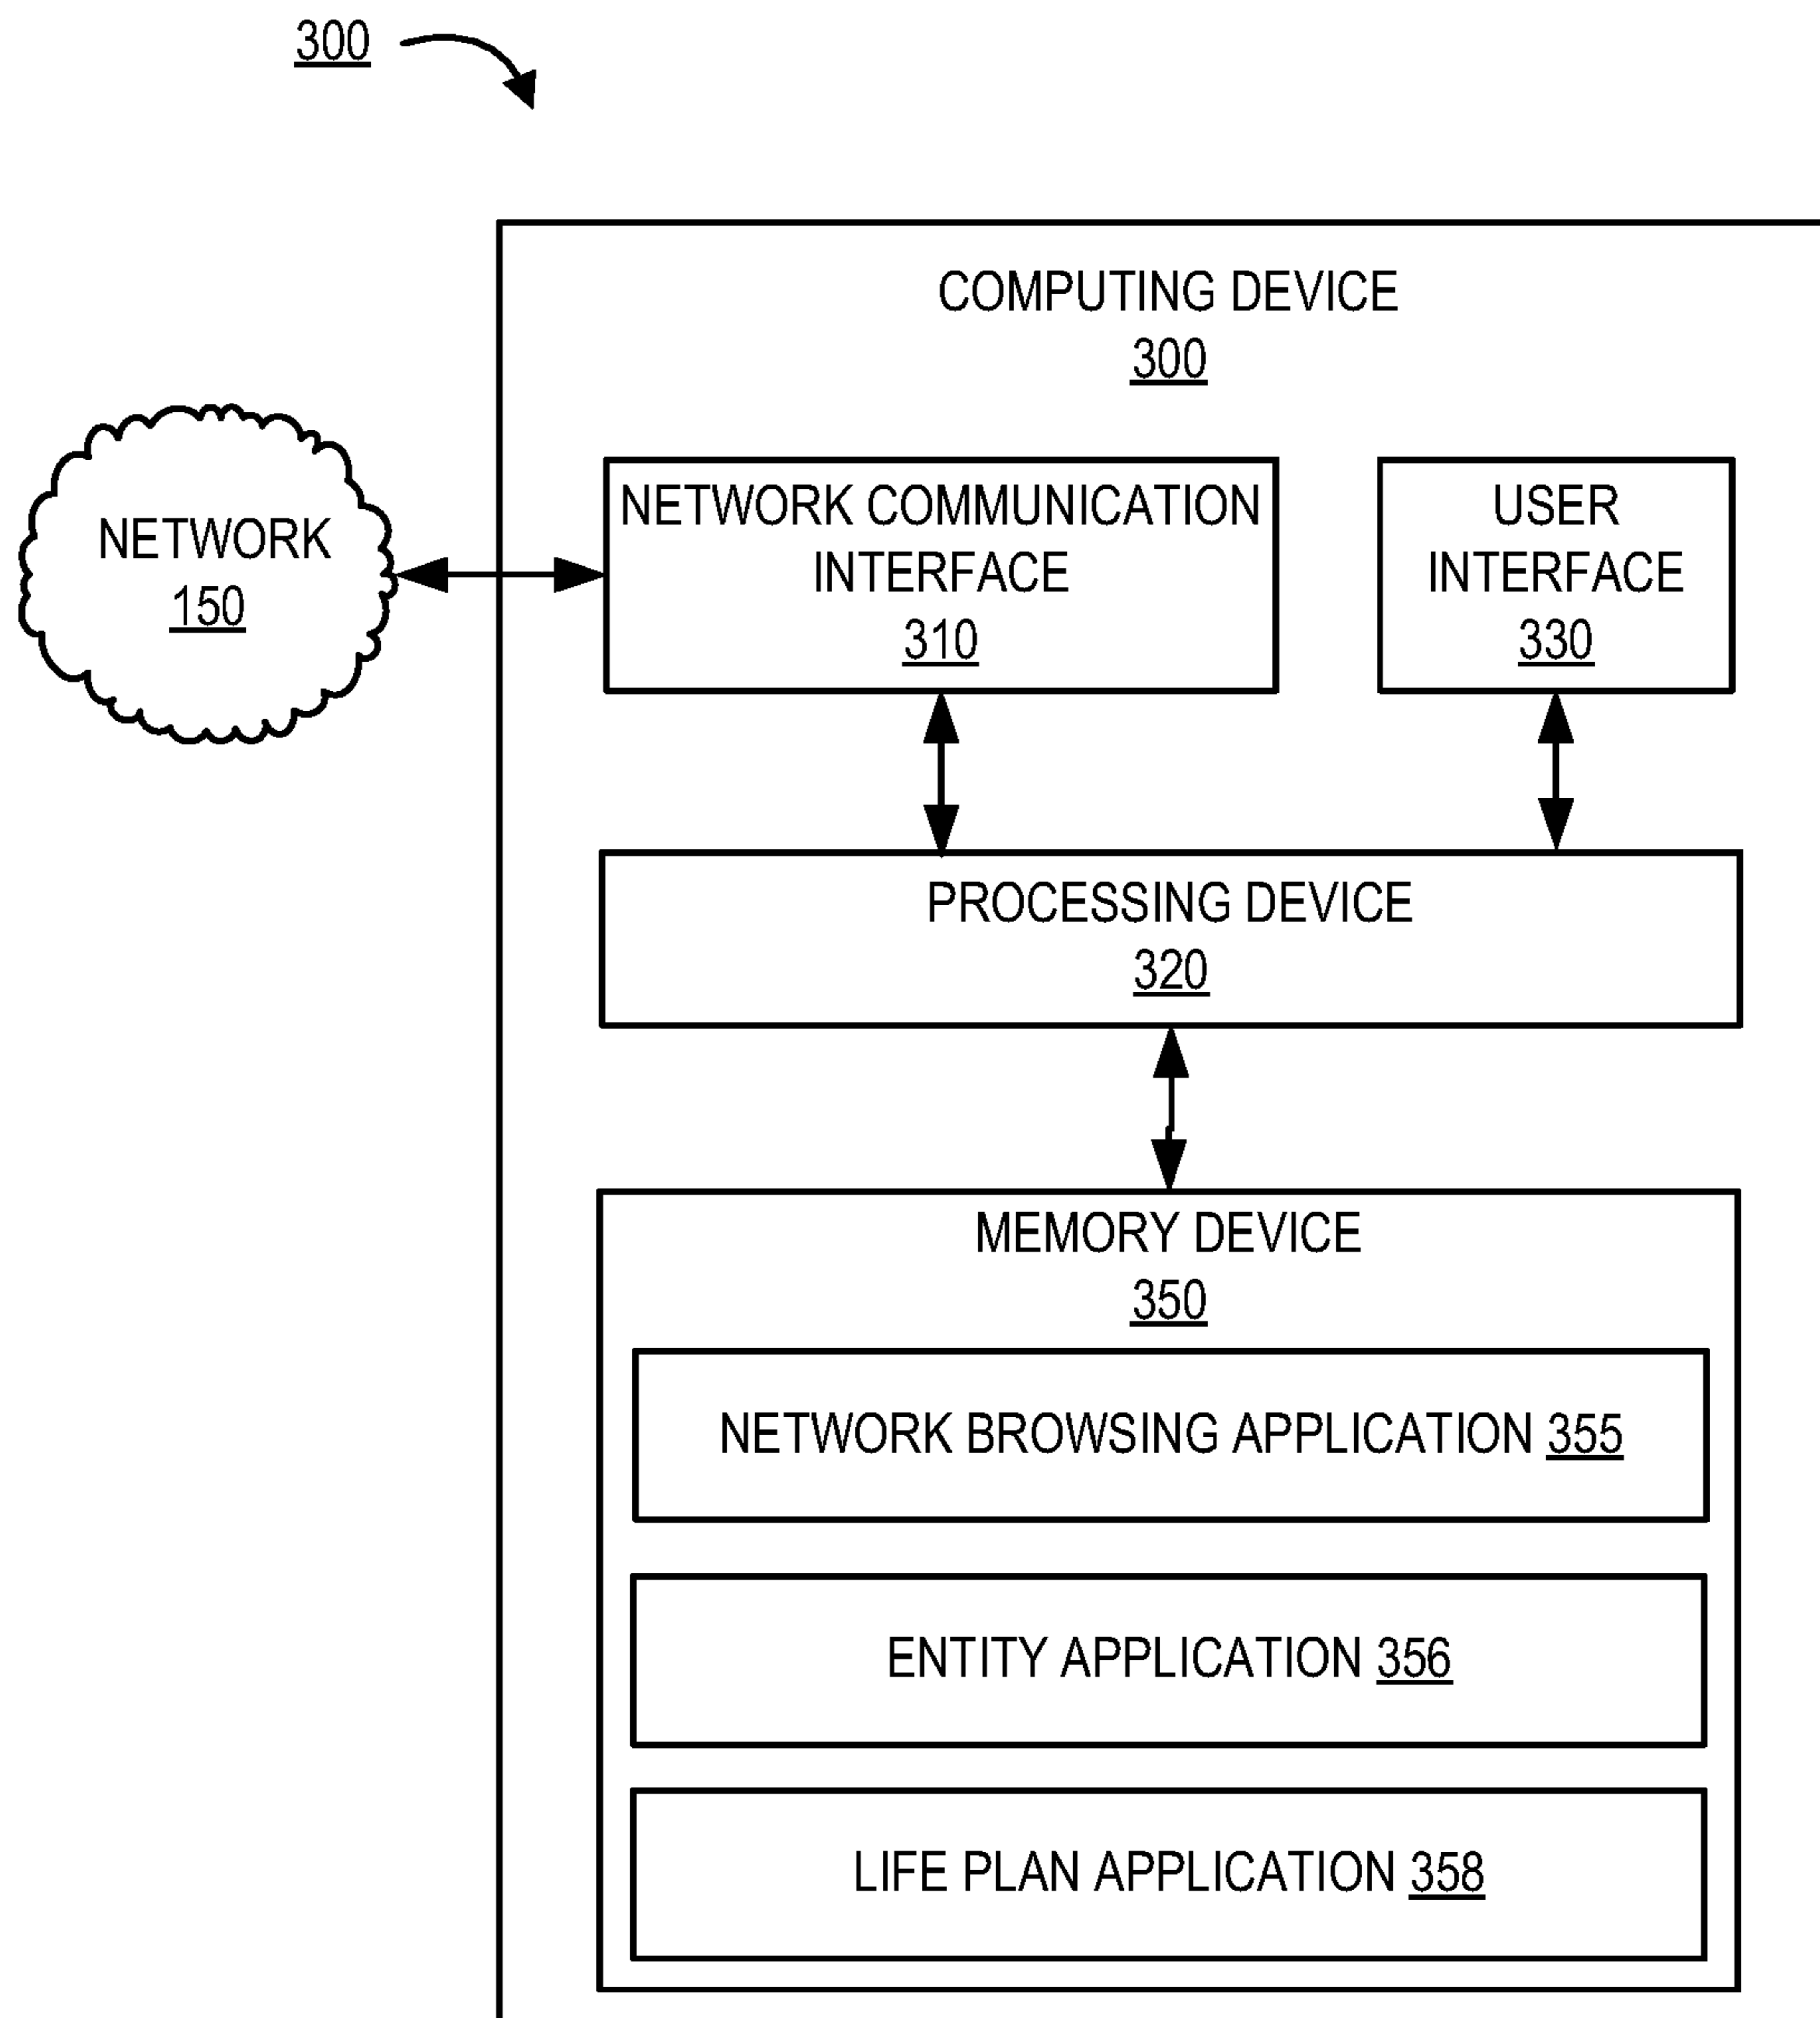 300
COMPUTING DEVICE
300
NETWORK
150
NETWORK COMMUNICATION
INTERFACE
310
USER
INTERFACE
330
PROCESSING DEVICE
320
MEMORY DEVICE
350
NETWORK BROWSING APPLICATION 355
ENTITY APPLICATION 356
LIFE PLAN APPLICATION 358